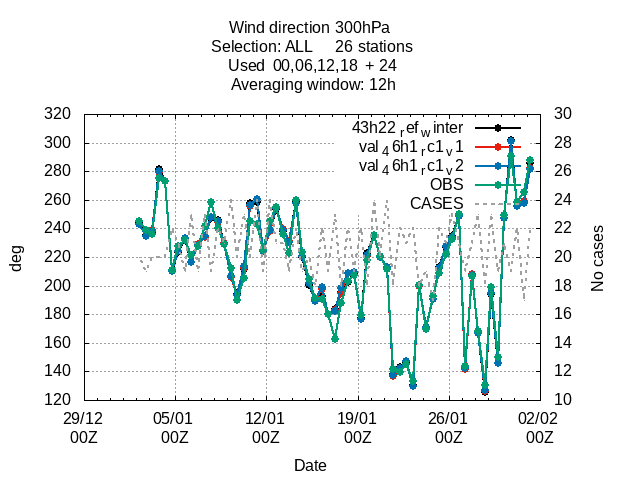 Wind direction 300hPa
Selection: ALL 26 stations
Used 00,06,12,18 + 24
Averaging window: 12h
320
300
280
260
240
220
200
180
160
140
120
30
28
26
24
22
20
18
16
14
12
10
43h22_ref_winter
val_46h1_rc1_v1
val_46h1_rc1_v2
OBS
CASES
deg
No cases
29/12 05/01 12/01 19/01 26/01 02/02
00Z 00Z 00Z 00Z 00Z 00Z
Date